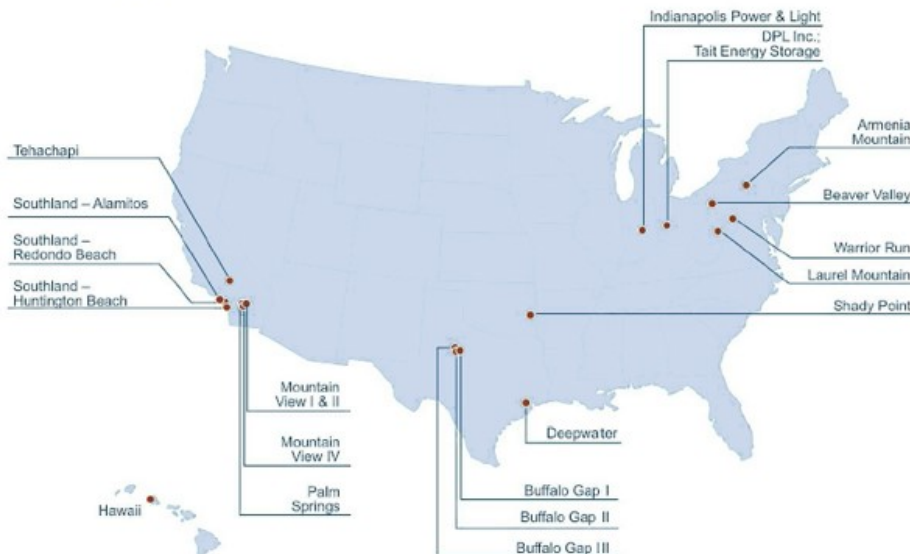 Indianapolis Power & Light
DPL Inc.;
Tait Energy Storage
Armenia
Mountain
Tehachapi
Beaver Valley
Southland – Alamitos
Southland –
Redondo Beach
Warrior Run
Laurel Mountain
Southland –
Huntington Beach
Shady Point
Mountain
View I & II
Deepwater
Mountain
View IV
Palm
Springs
Buffalo Gap I
Hawaii
Buffalo Gap II
Buffalo Gap III